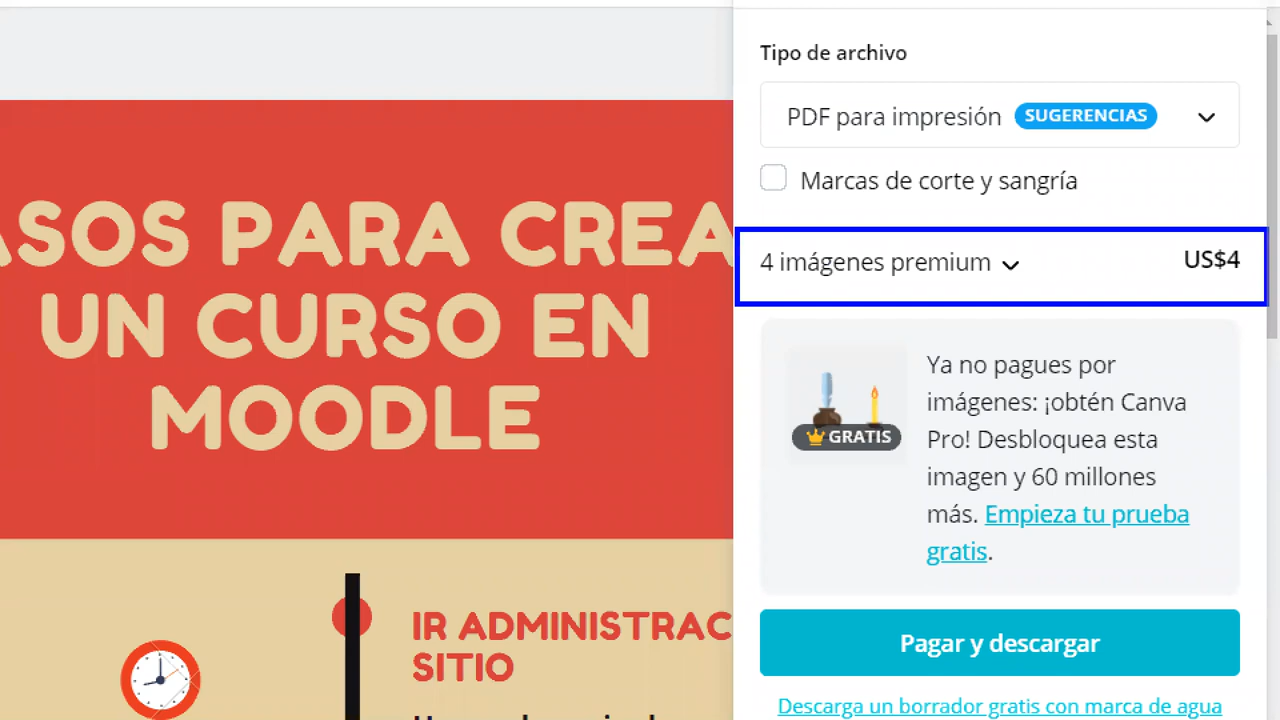 ASOS PARA CREA
UN CURSO EN
MOODLE
IR ADMINISTRAC
SITIO
Tipo de archivo
PDF para impresión SUGERENCIAS
Marcas de corte y sangría
4 imágenes premium US$4
GRATIS
Ya no pagues por
imágenes: ¡obtén Canva
Pro! Desbloquea esta
imagen y 60 millones
más. Empieza tu prueba
gratis.
Pagar y descargar
Descarga un borrador gratis con marca de agua